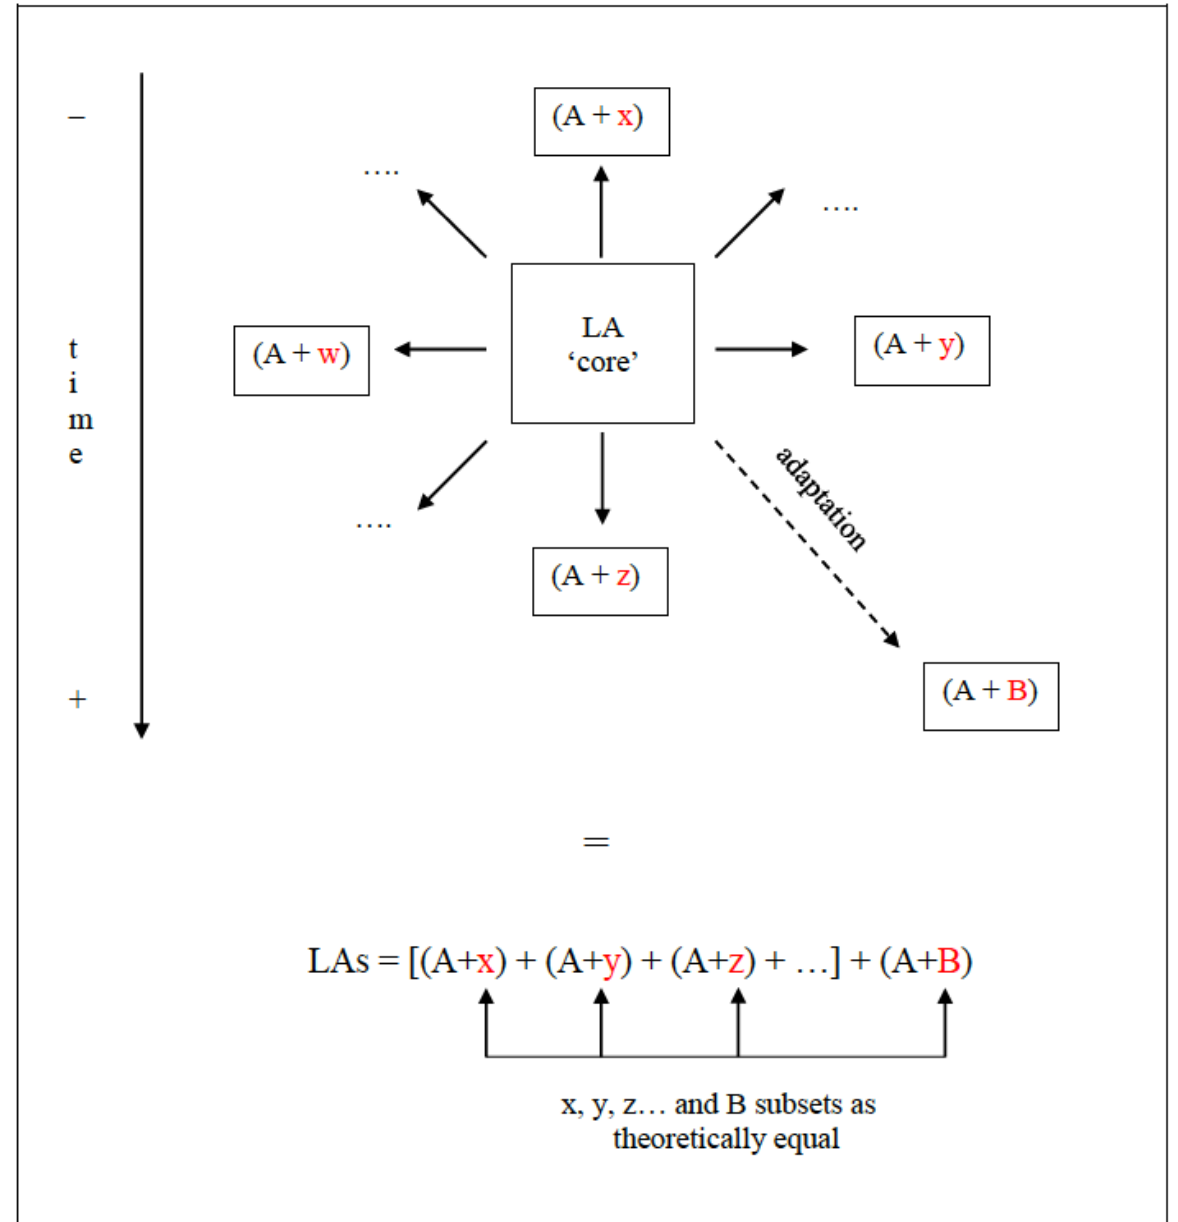 –
(A + x)
….
….
LA
‘core’
(A + w)
(A + y)
t
i
m
e
adaptation
….
(A + z)
+
(A + B)
=
LAs = [(A+x) + (A+y) + (A+z) + …] + (A+B)
x, y, z… and B subsets as
theoretically equal